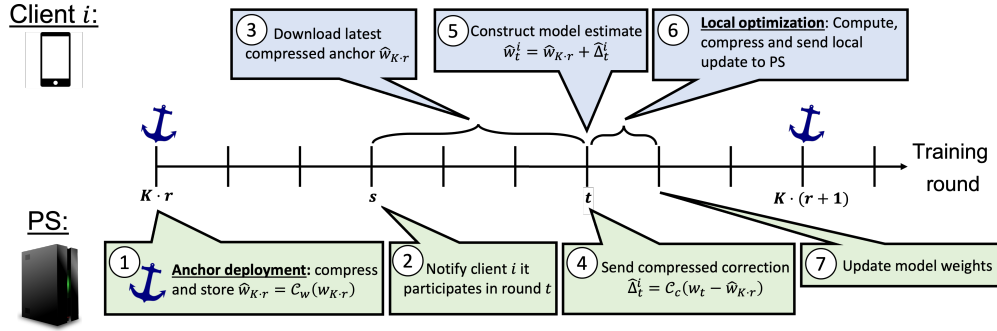 Client i:
③ Download latest
compressed anchor ŵ_{K·r}
⑤ Construct model estimate
ŵ_t^i = ŵ_{K·r} + Δ̂_t^i
⑥ Local optimization: Compute,
compress and send local
update to PS
Training
round
K · r
s
t
K · (r + 1)
PS:
① Anchor deployment: compress
and store ŵ_{K·r} = 𝒞_w(w_{K·r})
② Notify client i it
participates in round t
④ Send compressed correction
Δ̂_t^i = 𝒞_c(w_t − ŵ_{K·r})
⑦ Update model weights